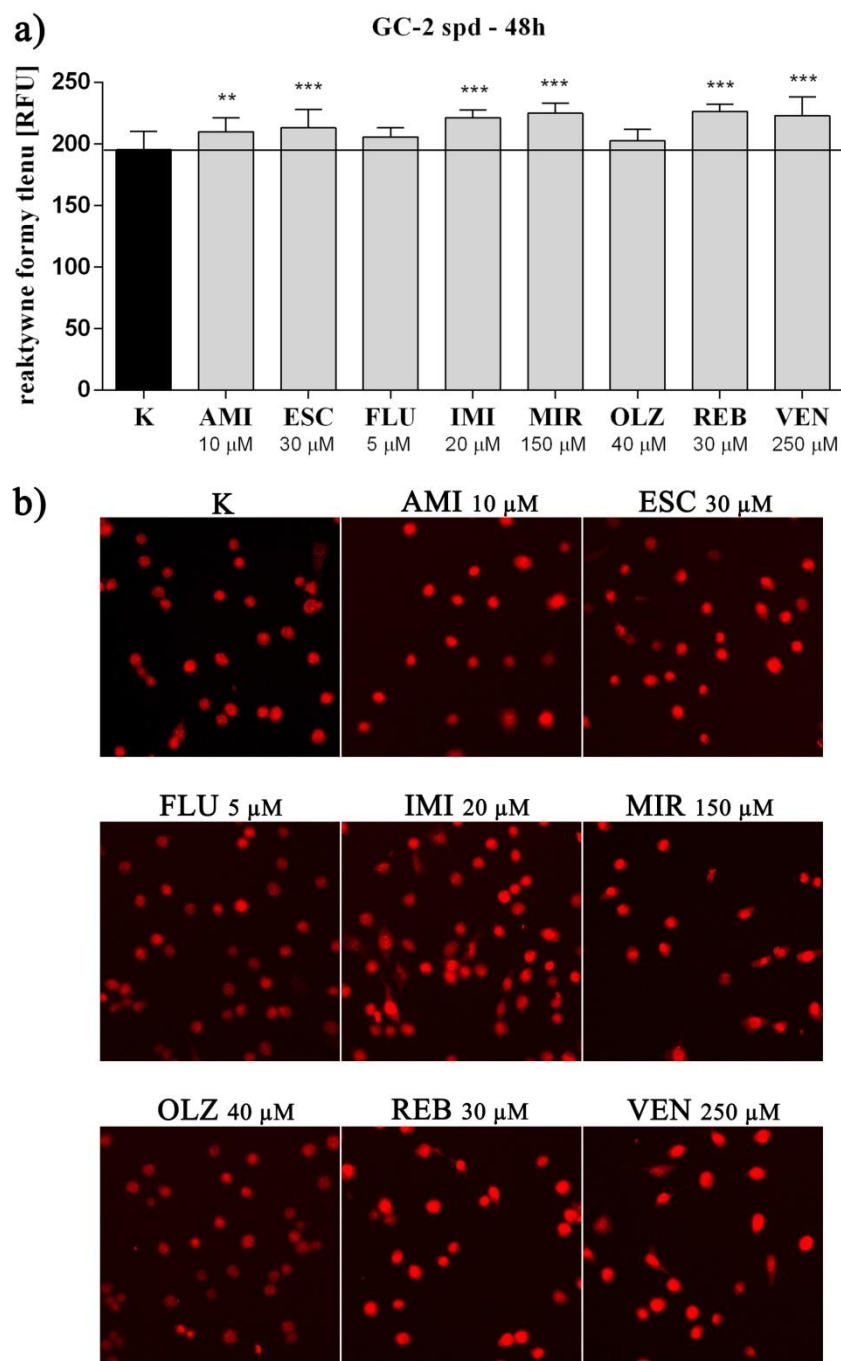 a)
GC-2 spd - 48h
reaktywne formy tlenu [RFU]
250
200
150
100
50
0
** *** *** *** *** ***
K AMI ESC FLU IMI MIR OLZ REB VEN
10 μM 30 μM 5 μM 20 μM 150 μM 40 μM 30 μM 250 μM
b)
K AMI 10 μM ESC 30 μM
FLU 5 μM IMI 20 μM MIR 150 μM
OLZ 40 μM REB 30 μM VEN 250 μM